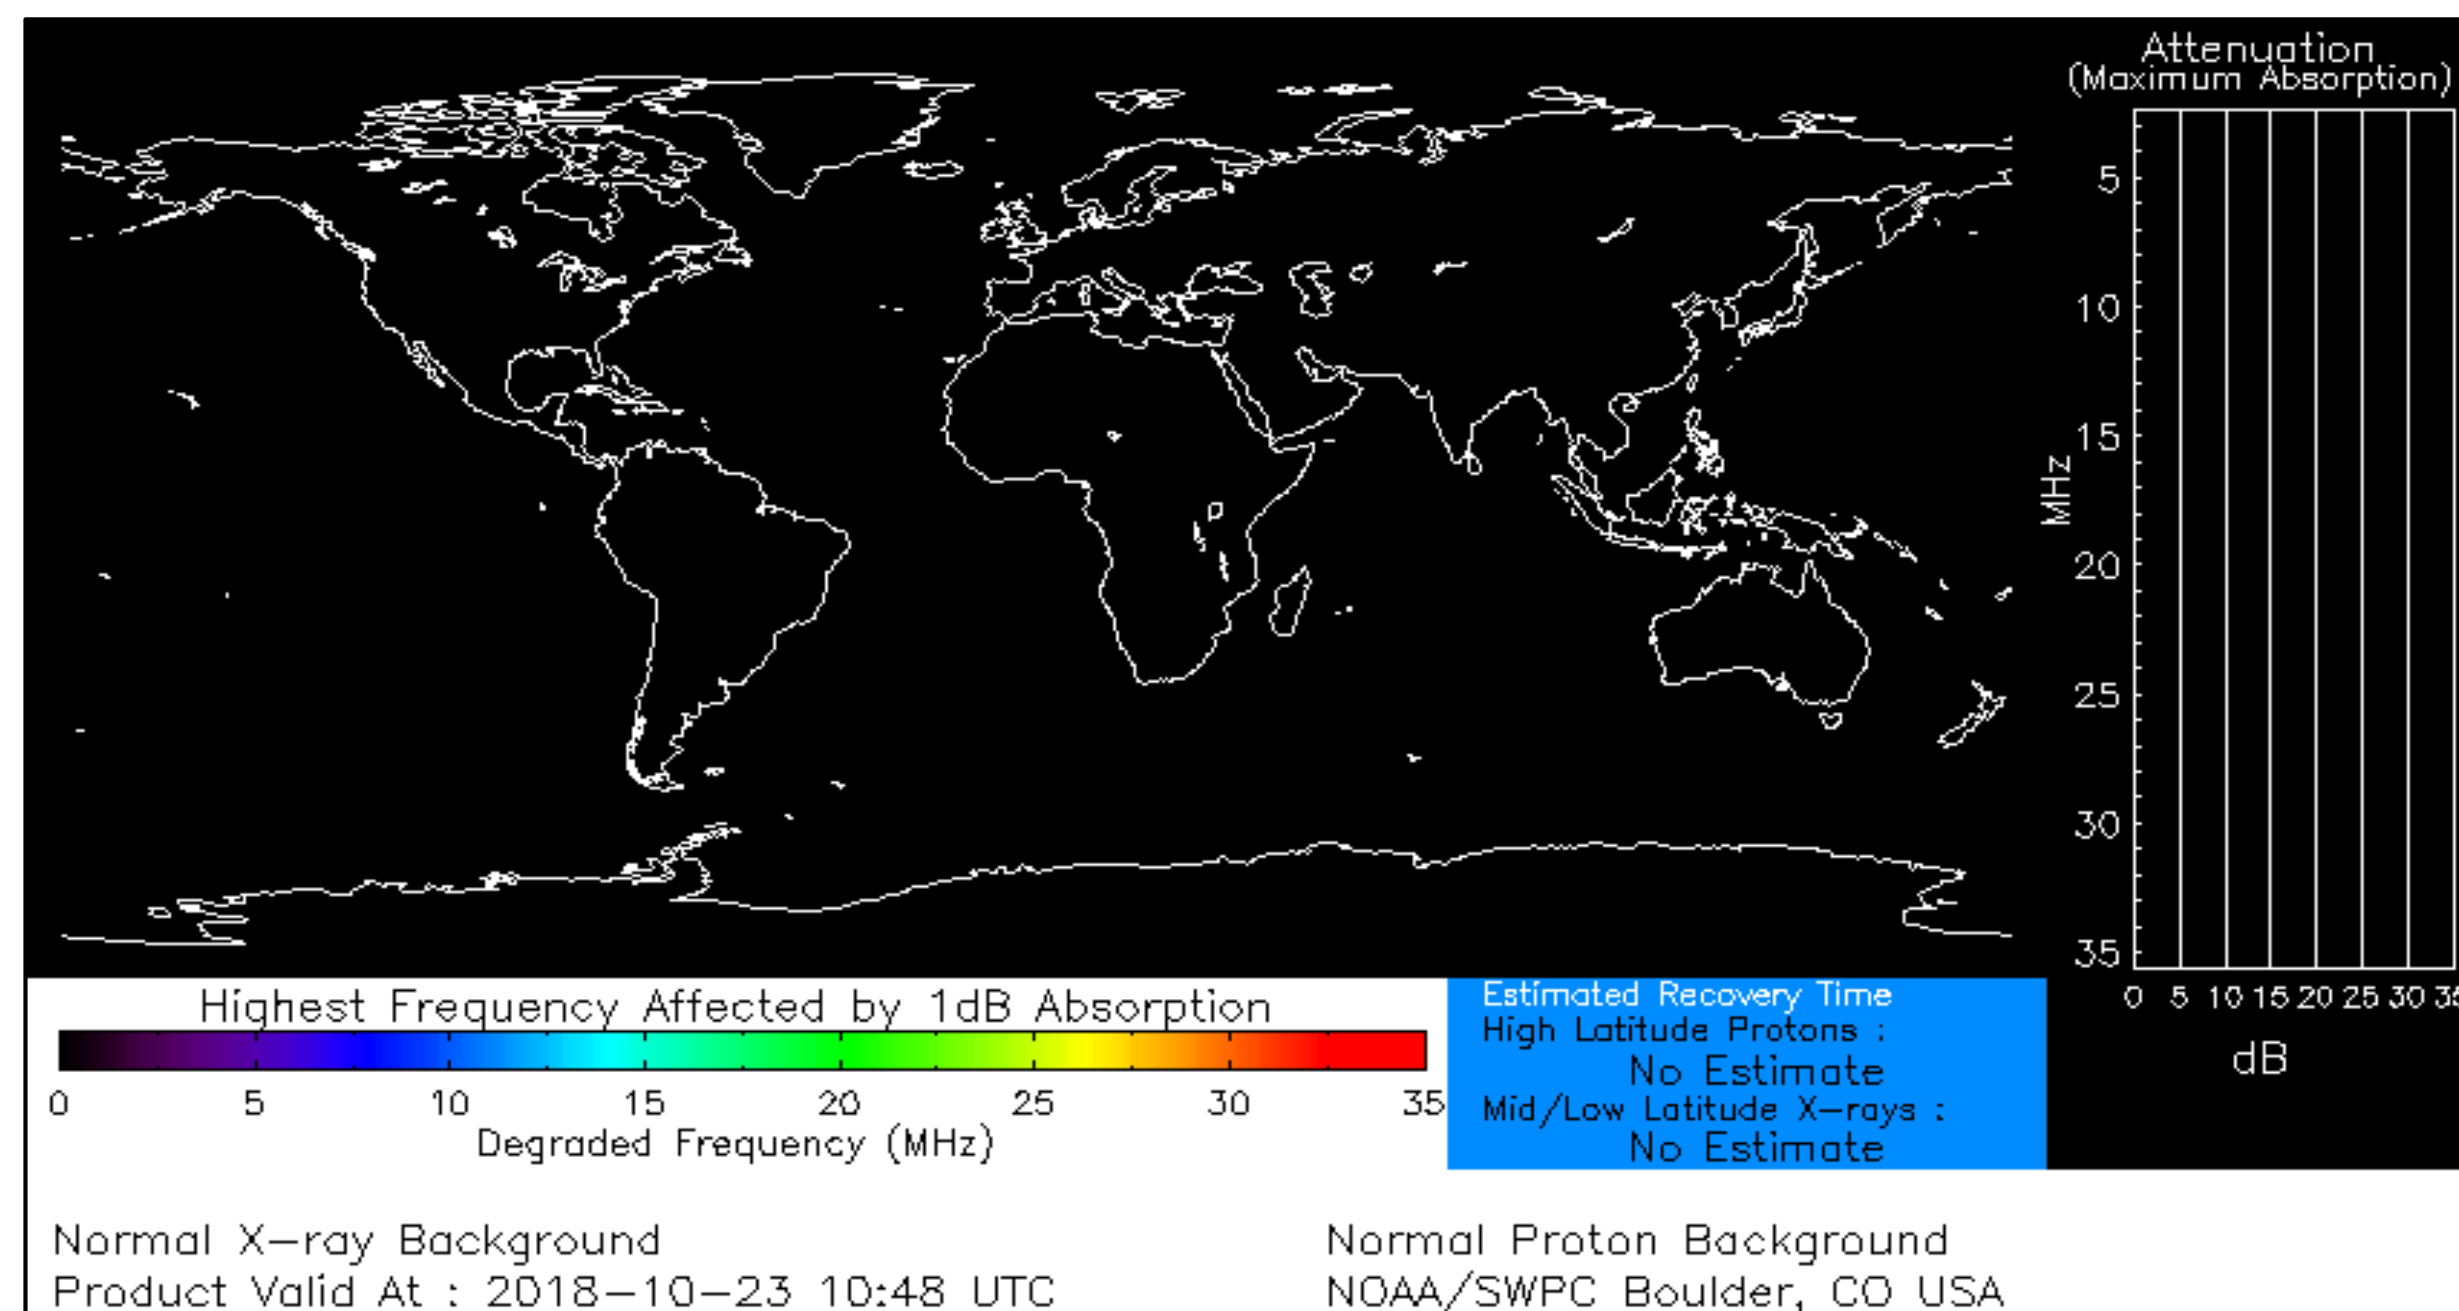 Attenuation
(Maximum Absorption)
5
10
15
20
25
30
35
MHz
0 5 10 15 20 25 30
dB
Highest Frequency Affected by 1dB Absorption
0 5 10 15 20 25 30 35
Degraded Frequency (MHz)
Estimated Recovery Time
High Latitude Protons :
No Estimate
Mid/Low Latitude X-rays :
No Estimate
Normal X-ray Background
Normal Proton Background
Product Valid At : 2018-10-23 10:48 UTC
NOAA/SWPC Boulder, CO USA